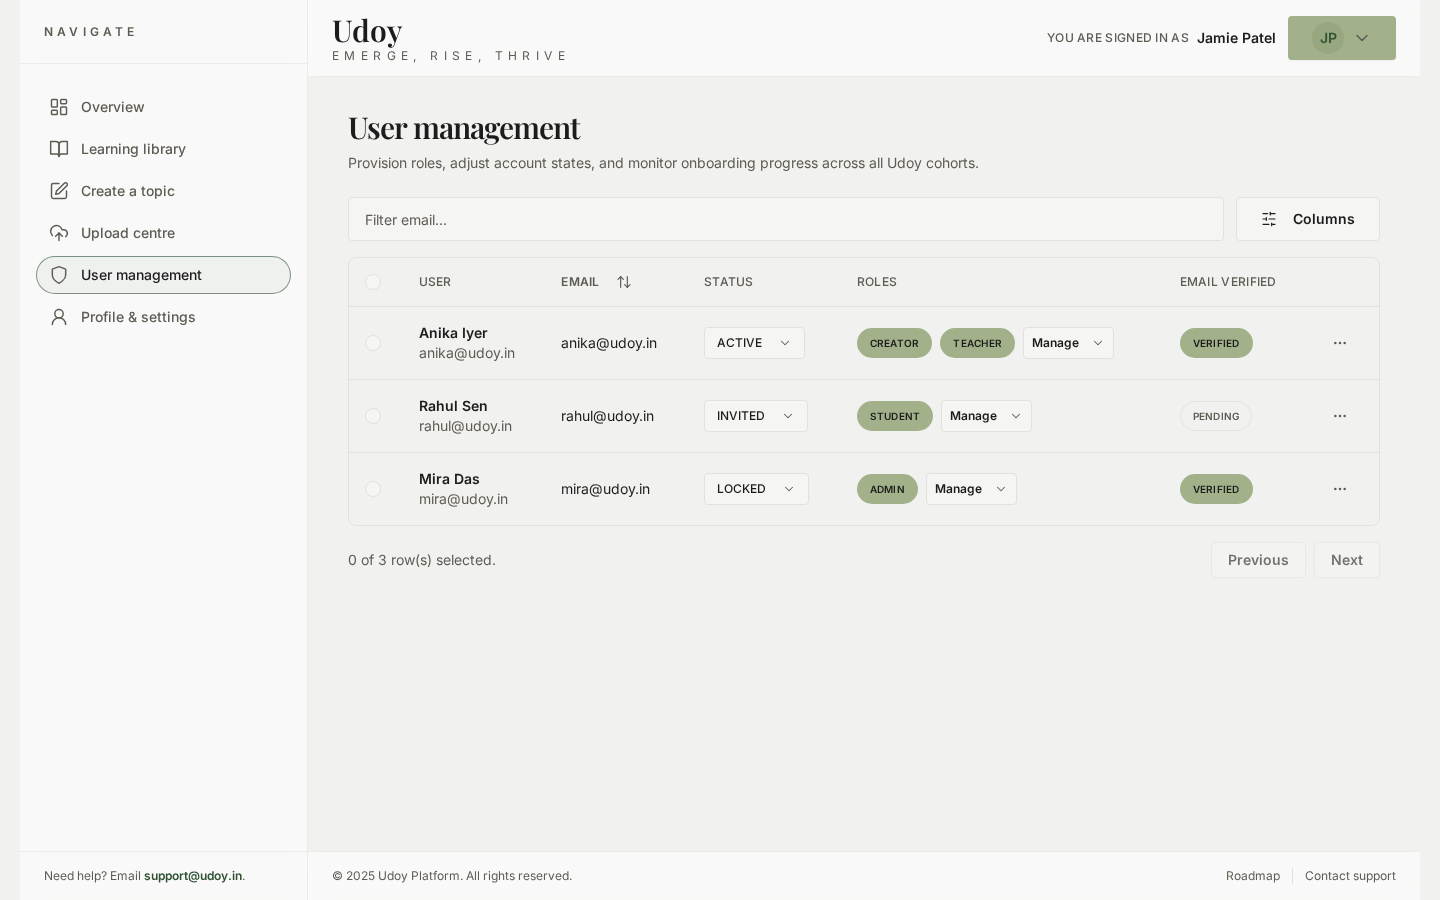 NAVIGATE
Overview
Learning library
Create a topic
Upload centre
User management
Profile & settings
Need help? Email support@udoy.in.
Udoy
EMERGE, RISE, THRIVE
YOU ARE SIGNED IN AS Jamie Patel JP
User management
Provision roles, adjust account states, and monitor onboarding progress across all Udoy cohorts.
Filter email...
Columns
USER EMAIL STATUS ROLES EMAIL VERIFIED
Anika Iyer
anika@udoy.in
anika@udoy.in ACTIVE CREATOR TEACHER Manage VERIFIED
Rahul Sen
rahul@udoy.in
rahul@udoy.in INVITED STUDENT Manage PENDING
Mira Das
mira@udoy.in
mira@udoy.in LOCKED ADMIN Manage VERIFIED
0 of 3 row(s) selected.
Previous Next
© 2025 Udoy Platform. All rights reserved.
Roadmap Contact support